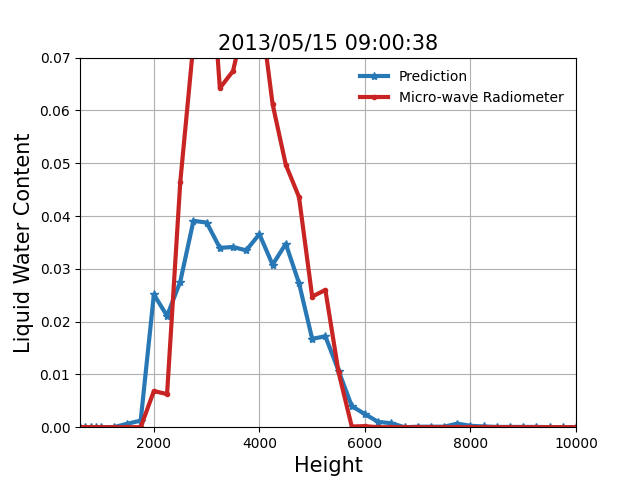 2013/05/15 09:00:38
Prediction
Micro-wave Radiometer
Liquid Water Content
0.07
0.06
0.05
0.04
0.03
0.02
0.01
0.00
2000 4000 6000 8000 10000
Height